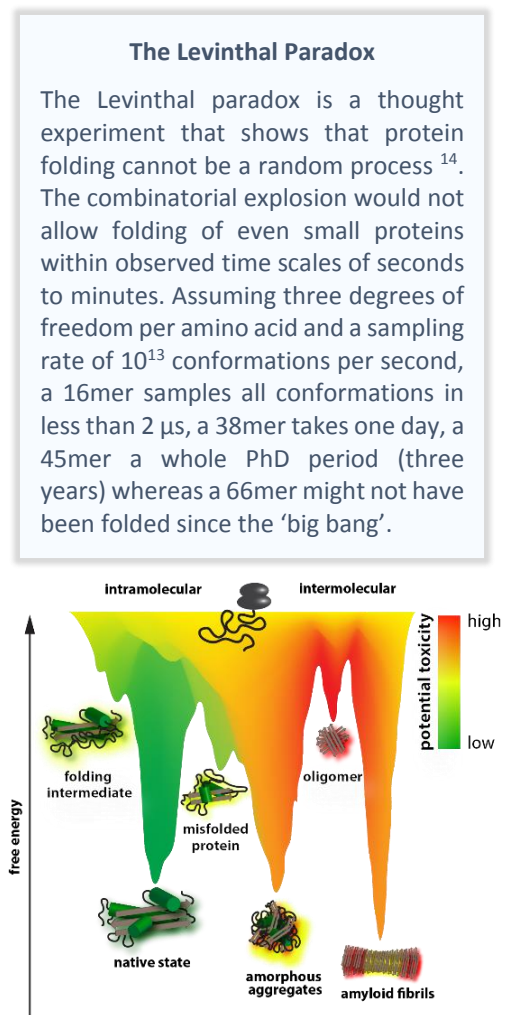 The Levinthal Paradox
The Levinthal paradox is a thought
experiment that shows that protein
folding cannot be a random process ¹⁴.
The combinatorial explosion would not
allow folding of even small proteins
within observed time scales of seconds
to minutes. Assuming three degrees of
freedom per amino acid and a sampling
rate of 10¹³ conformations per second,
a 16mer samples all conformations in
less than 2 µs, a 38mer takes one day, a
45mer a whole PhD period (three
years) whereas a 66mer might not have
been folded since the ‘big bang’.
intramolecular
intermolecular
potential toxicity
high
low
free energy
folding
intermediate
misfolded
protein
oligomer
native state
amorphous
aggregates
amyloid fibrils